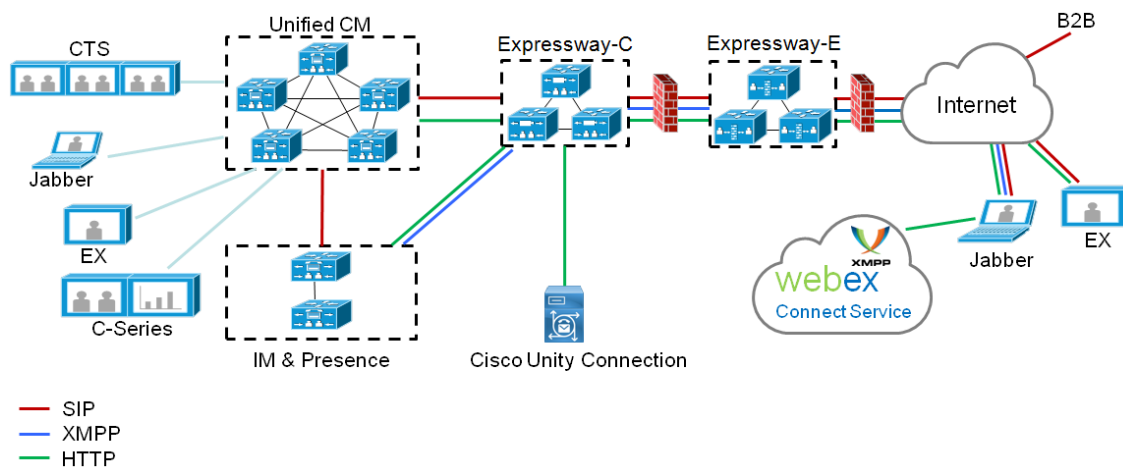 Unified CM
B2B
CTS
Expressway-C
Expressway-E
Internet
Jabber
EX
XMPP
webex
Connect Service
Jabber
EX
C-Series
IM & Presence
Cisco Unity Connection
SIP
XMPP
HTTP